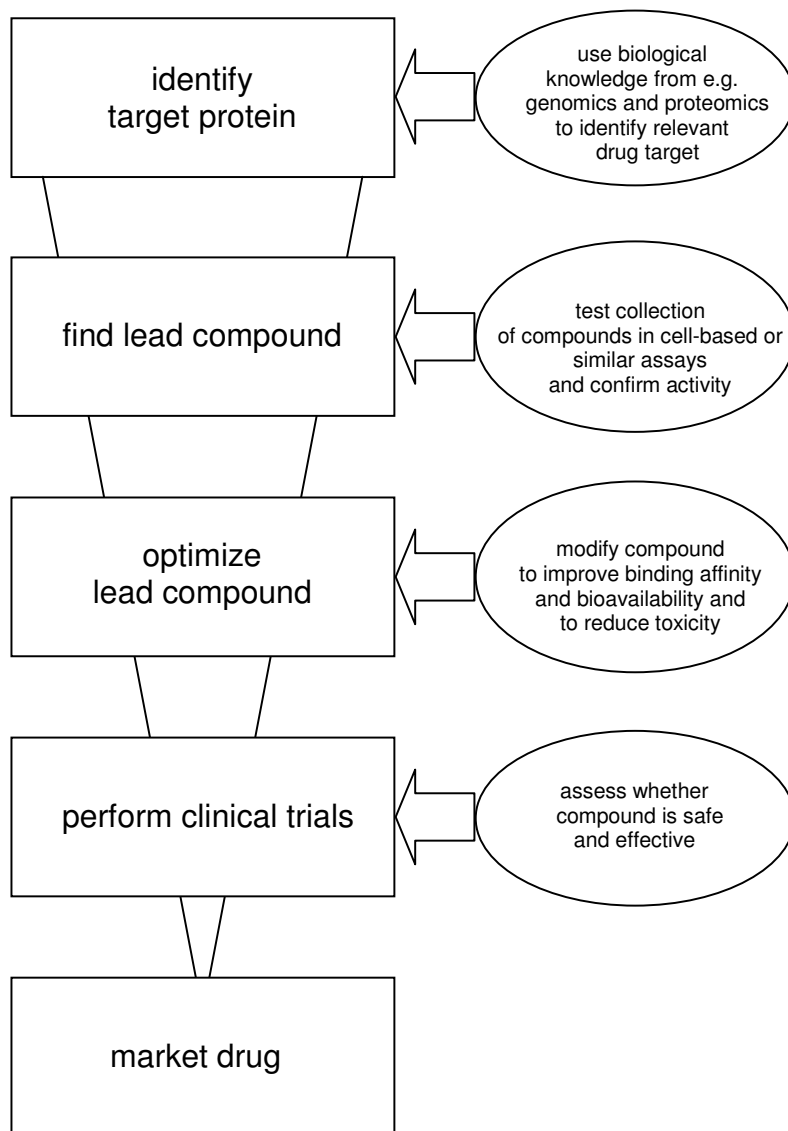 identify
target protein
use biological
knowledge from e.g.
genomics and proteomics
to identify relevant
drug target
find lead compound
test collection
of compounds in cell-based or
similar assays
and confirm activity
optimize
lead compound
modify compound
to improve binding affinity
and bioavailability and
to reduce toxicity
perform clinical trials
assess whether
compound is safe
and effective
market drug